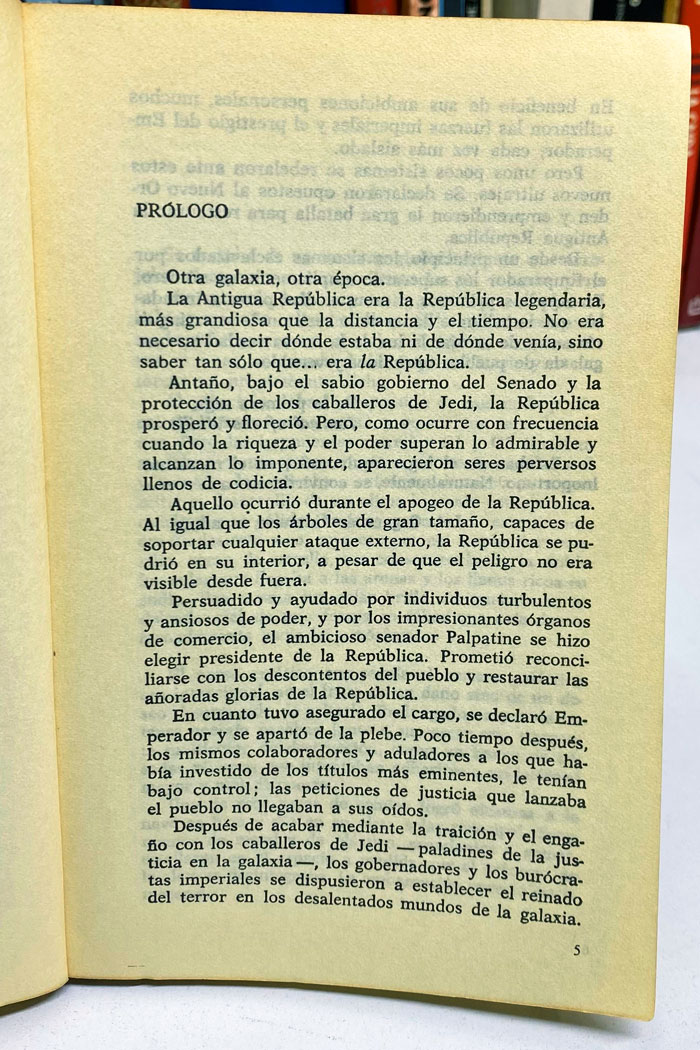 PRÓLOGO
Otra galaxia, otra época.
La Antigua República era la República legendaria,
más grandiosa que la distancia y el tiempo. No era
necesario decir dónde estaba ni de dónde venía, sino
saber tan sólo que... era la República.
Antaño, bajo el sabio gobierno del Senado y la
protección de los caballeros de Jedi, la República
prosperó y floreció. Pero, como ocurre con frecuencia
cuando la riqueza y el poder superan lo admirable y
alcanzan lo imponente, aparecieron seres perversos
llenos de codicia.
Aquello ocurrió durante el apogeo de la República.
Al igual que los árboles de gran tamaño, capaces de
soportar cualquier ataque externo, la República se pu-
drió en su interior, a pesar de que el peligro no era
visible desde fuera.
Persuadido y ayudado por individuos turbulentos
y ansiosos de poder, y por los impresionantes órganos
de comercio, el ambicioso senador Palpatine se hizo
elegir presidente de la República. Prometió reconci-
liarse con los descontentos del pueblo y restaurar las
añoradas glorias de la República.
En cuanto tuvo asegurado el cargo, se declaró Em-
perador y se apartó de la plebe. Poco tiempo después,
los mismos colaboradores y aduladores a los que ha-
bía investido de los títulos más eminentes, le tenían
bajo control; las peticiones de justicia que lanzaba
el pueblo no llegaban a sus oídos.
Después de acabar mediante la traición y el enga-
ño con los caballeros de Jedi —paladines de la jus-
ticia en la galaxia—, los gobernadores y los burócra-
tas imperiales se dispusieron a establecer el reinado
del terror en los desalentados mundos de la galaxia.
5